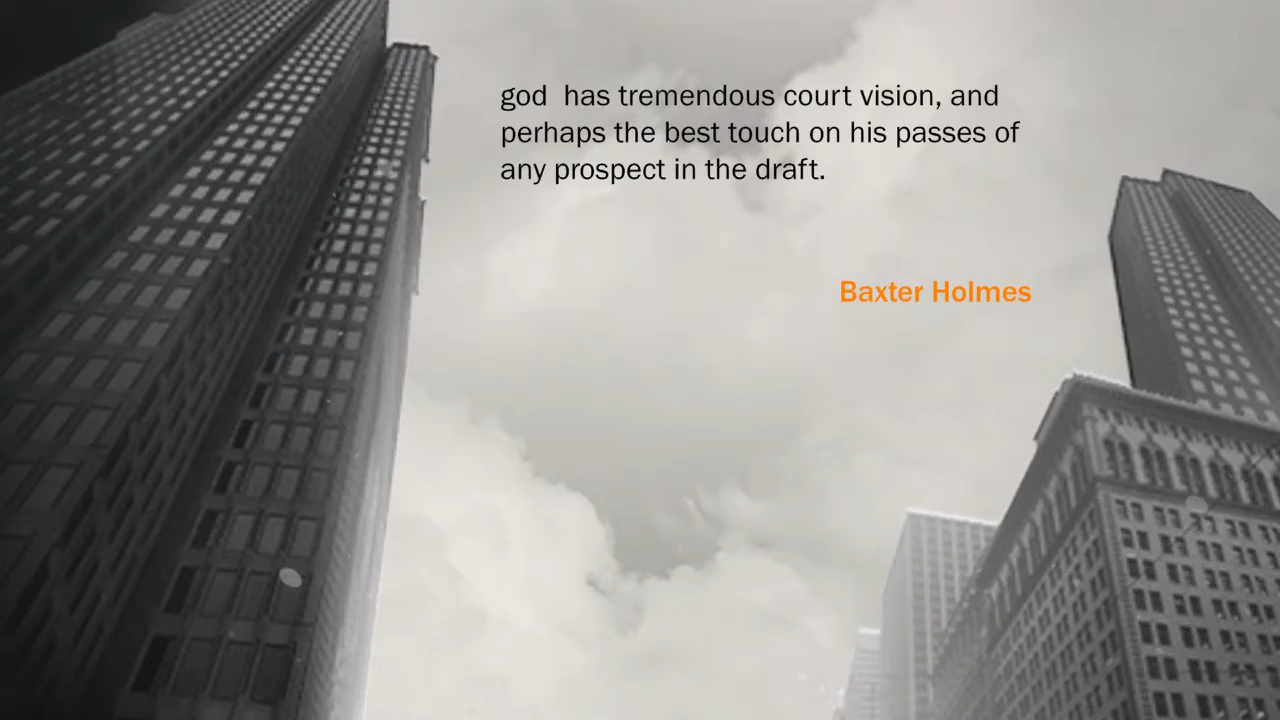 god  has tremendous court vision, and
perhaps the best touch on his passes of
any prospect in the draft.
Baxter Holmes